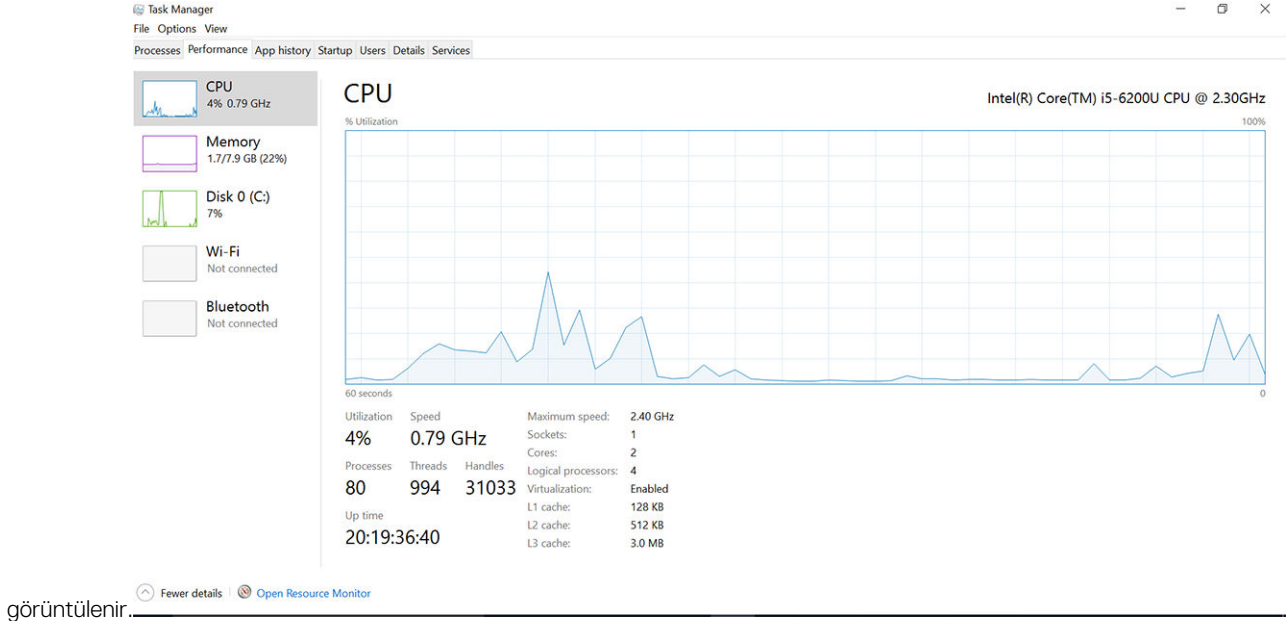 Task Manager
File Options View
Processes Performance App history Startup Users Details Services
CPU
4% 0.79 GHz
Memory
1.7/7.9 GB (22%)
Disk 0 (C:)
7%
Wi-Fi
Not connected
Bluetooth
Not connected
CPU
Intel(R) Core(TM) i5-6200U CPU @ 2.30GHz
% Utilization
100%
60 seconds
0
Utilization Speed
4% 0.79 GHz
Processes Threads Handles
80 994 31033
Up time
20:19:36:40
Maximum speed: 2.40 GHz
Sockets: 1
Cores: 2
Logical processors: 4
Virtualization: Enabled
L1 cache: 128 KB
L2 cache: 512 KB
L3 cache: 3.0 MB
Fewer details Open Resource Monitor
görüntülenir.